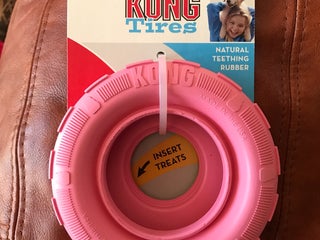 KONG
Tires
NATURAL
TEETHING
RUBBER
KONG
INSERT
TREATS